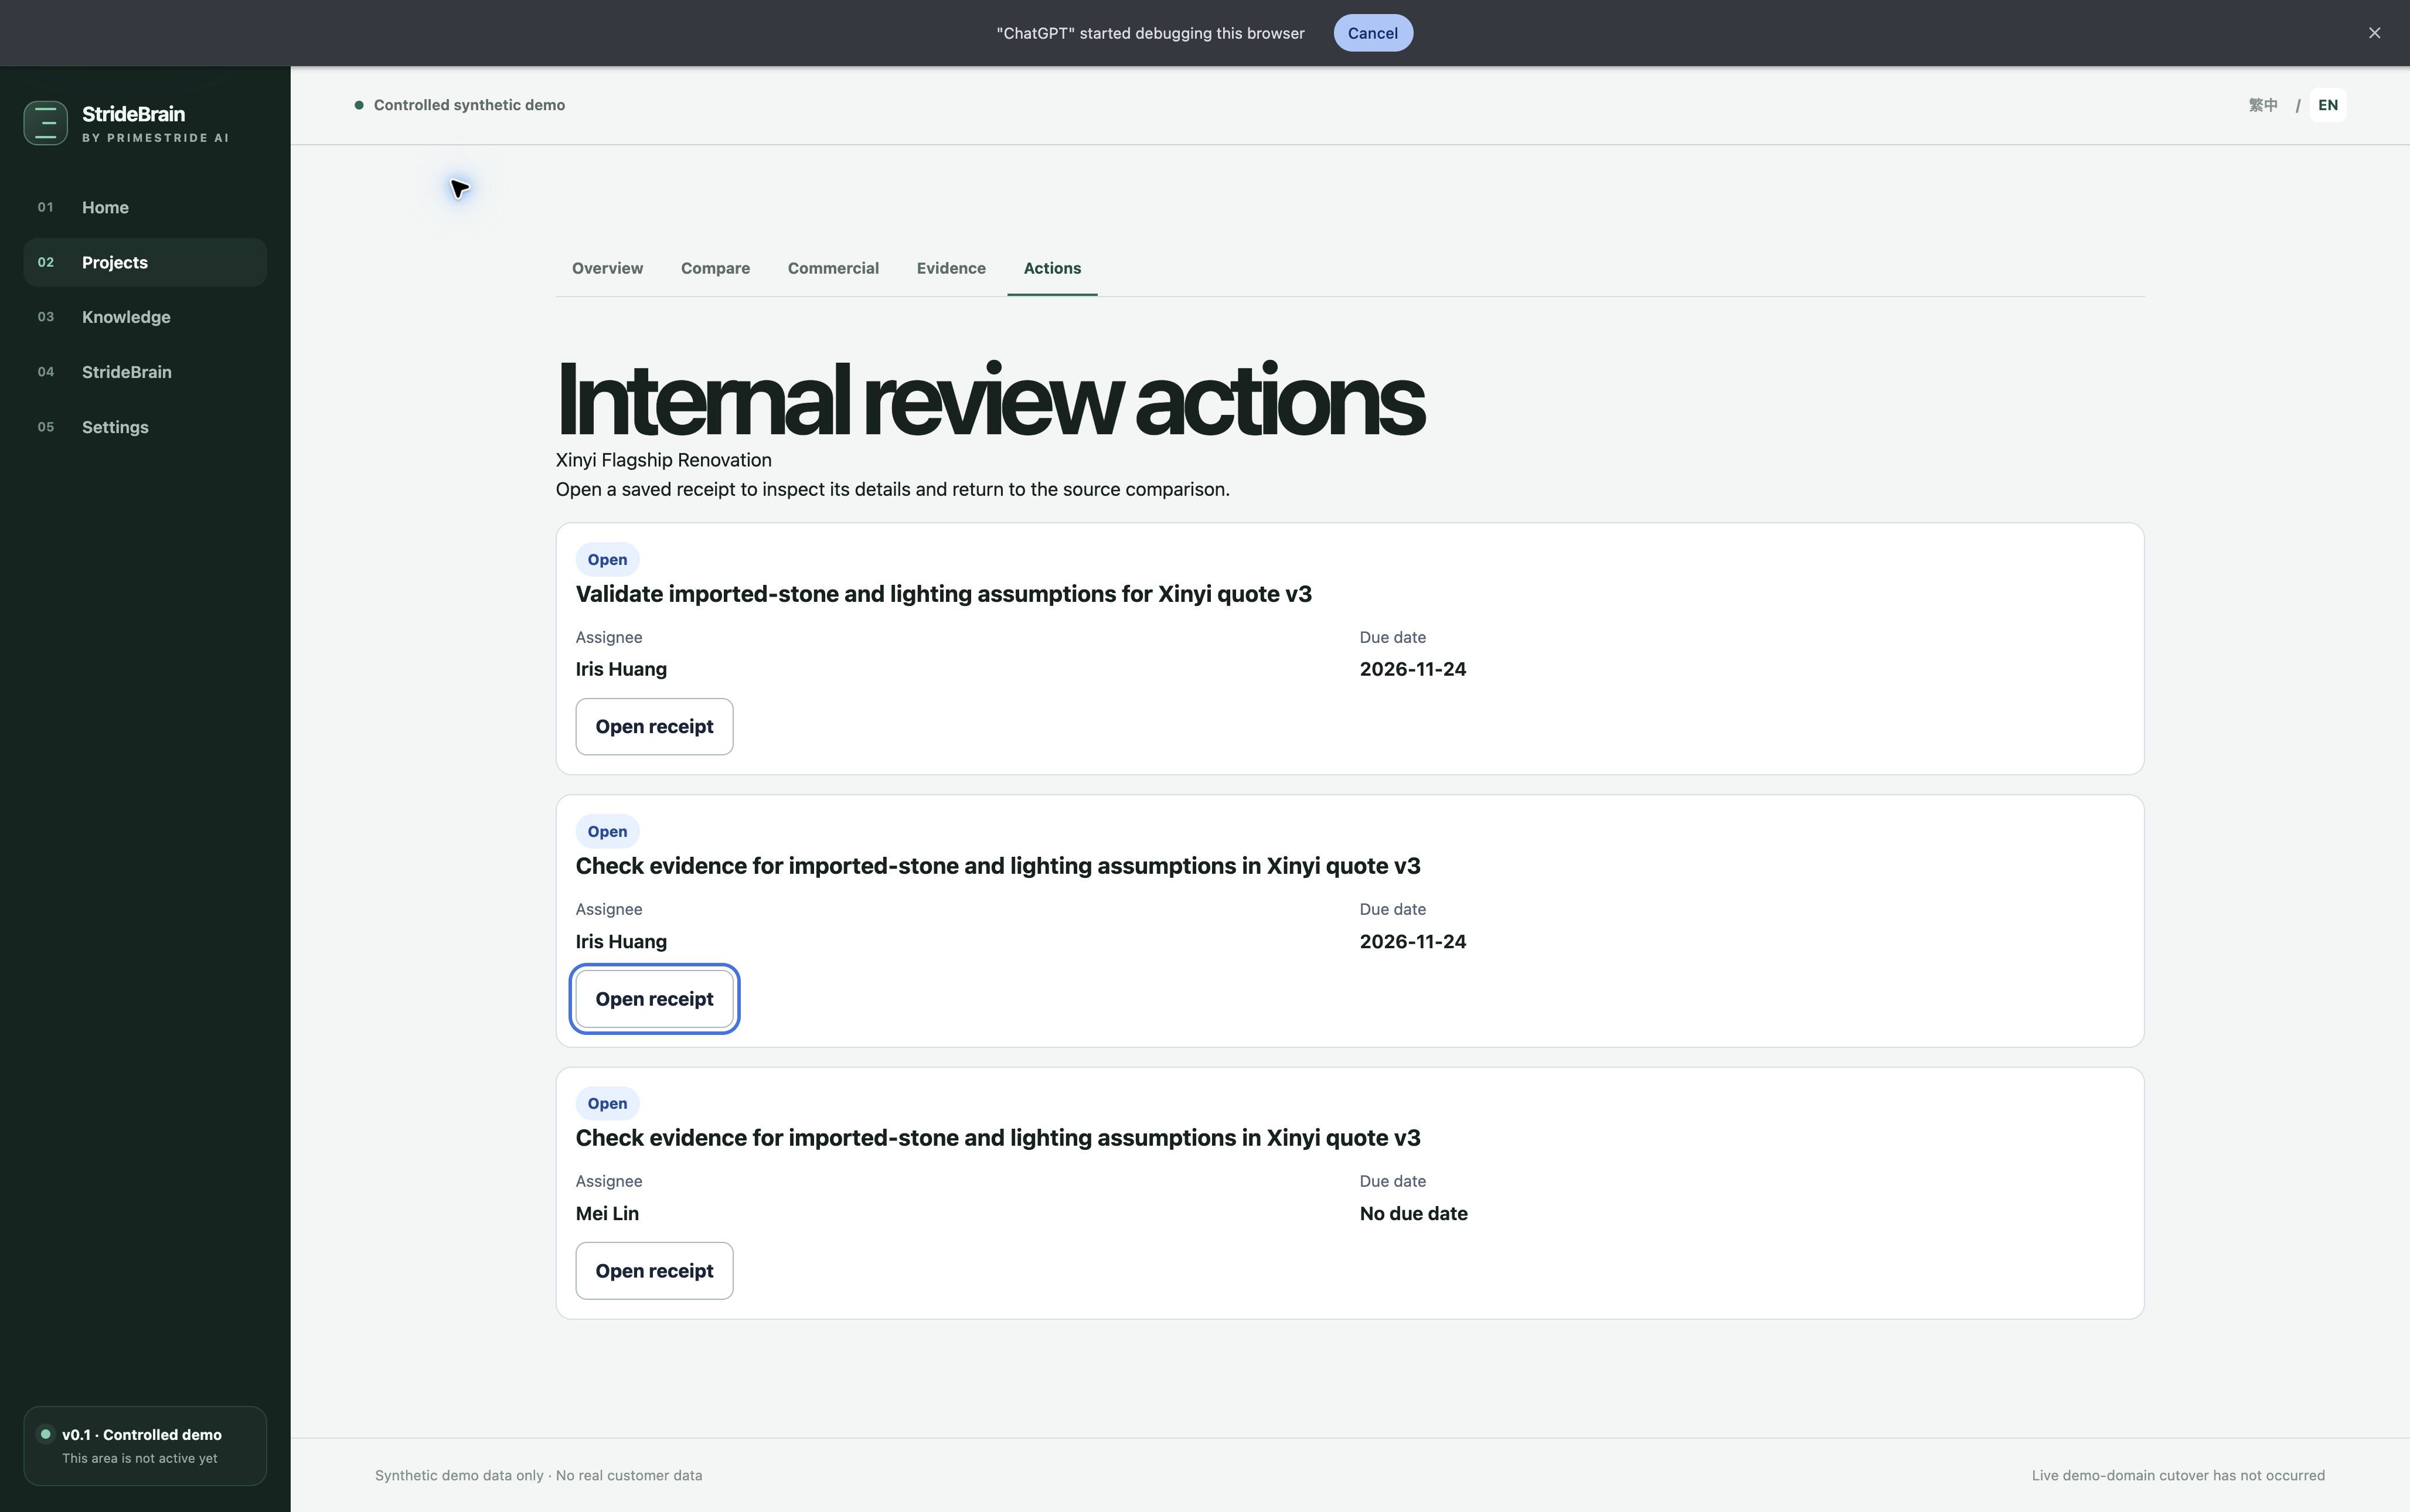 "ChatGPT" started debugging this browser
Cancel
StrideBrain
BY PRIMESTRIDE AI
01 Home
02 Projects
03 Knowledge
04 StrideBrain
05 Settings
v0.1 · Controlled demo
This area is not active yet
Controlled synthetic demo
繁中 / EN
Overview Compare Commercial Evidence Actions
Internal review actions
Xinyi Flagship Renovation
Open a saved receipt to inspect its details and return to the source comparison.
Open
Validate imported-stone and lighting assumptions for Xinyi quote v3
Assignee Due date
Iris Huang 2026-11-24
Open receipt
Open
Check evidence for imported-stone and lighting assumptions in Xinyi quote v3
Assignee Due date
Iris Huang 2026-11-24
Open receipt
Open
Check evidence for imported-stone and lighting assumptions in Xinyi quote v3
Assignee Due date
Mei Lin No due date
Open receipt
Synthetic demo data only · No real customer data
Live demo-domain cutover has not occurred